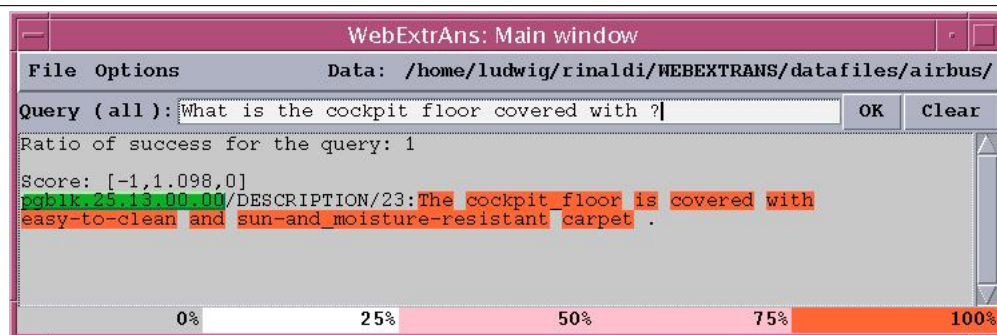 WebExtrAns: Main window
File Options Data: /home/ludwig/rinaldi/WEBEXTRANS/datafiles/airbus/
Query (all): What is the cockpit floor covered with ? OK Clear
Ratio of success for the query: 1
Score: [-1,1.098,0]
pgblk.25.13.00.00/DESCRIPTION/23:The cockpit_floor is covered with
easy-to-clean and sun-and_moisture-resistant carpet .
0% 25% 50% 75% 100%